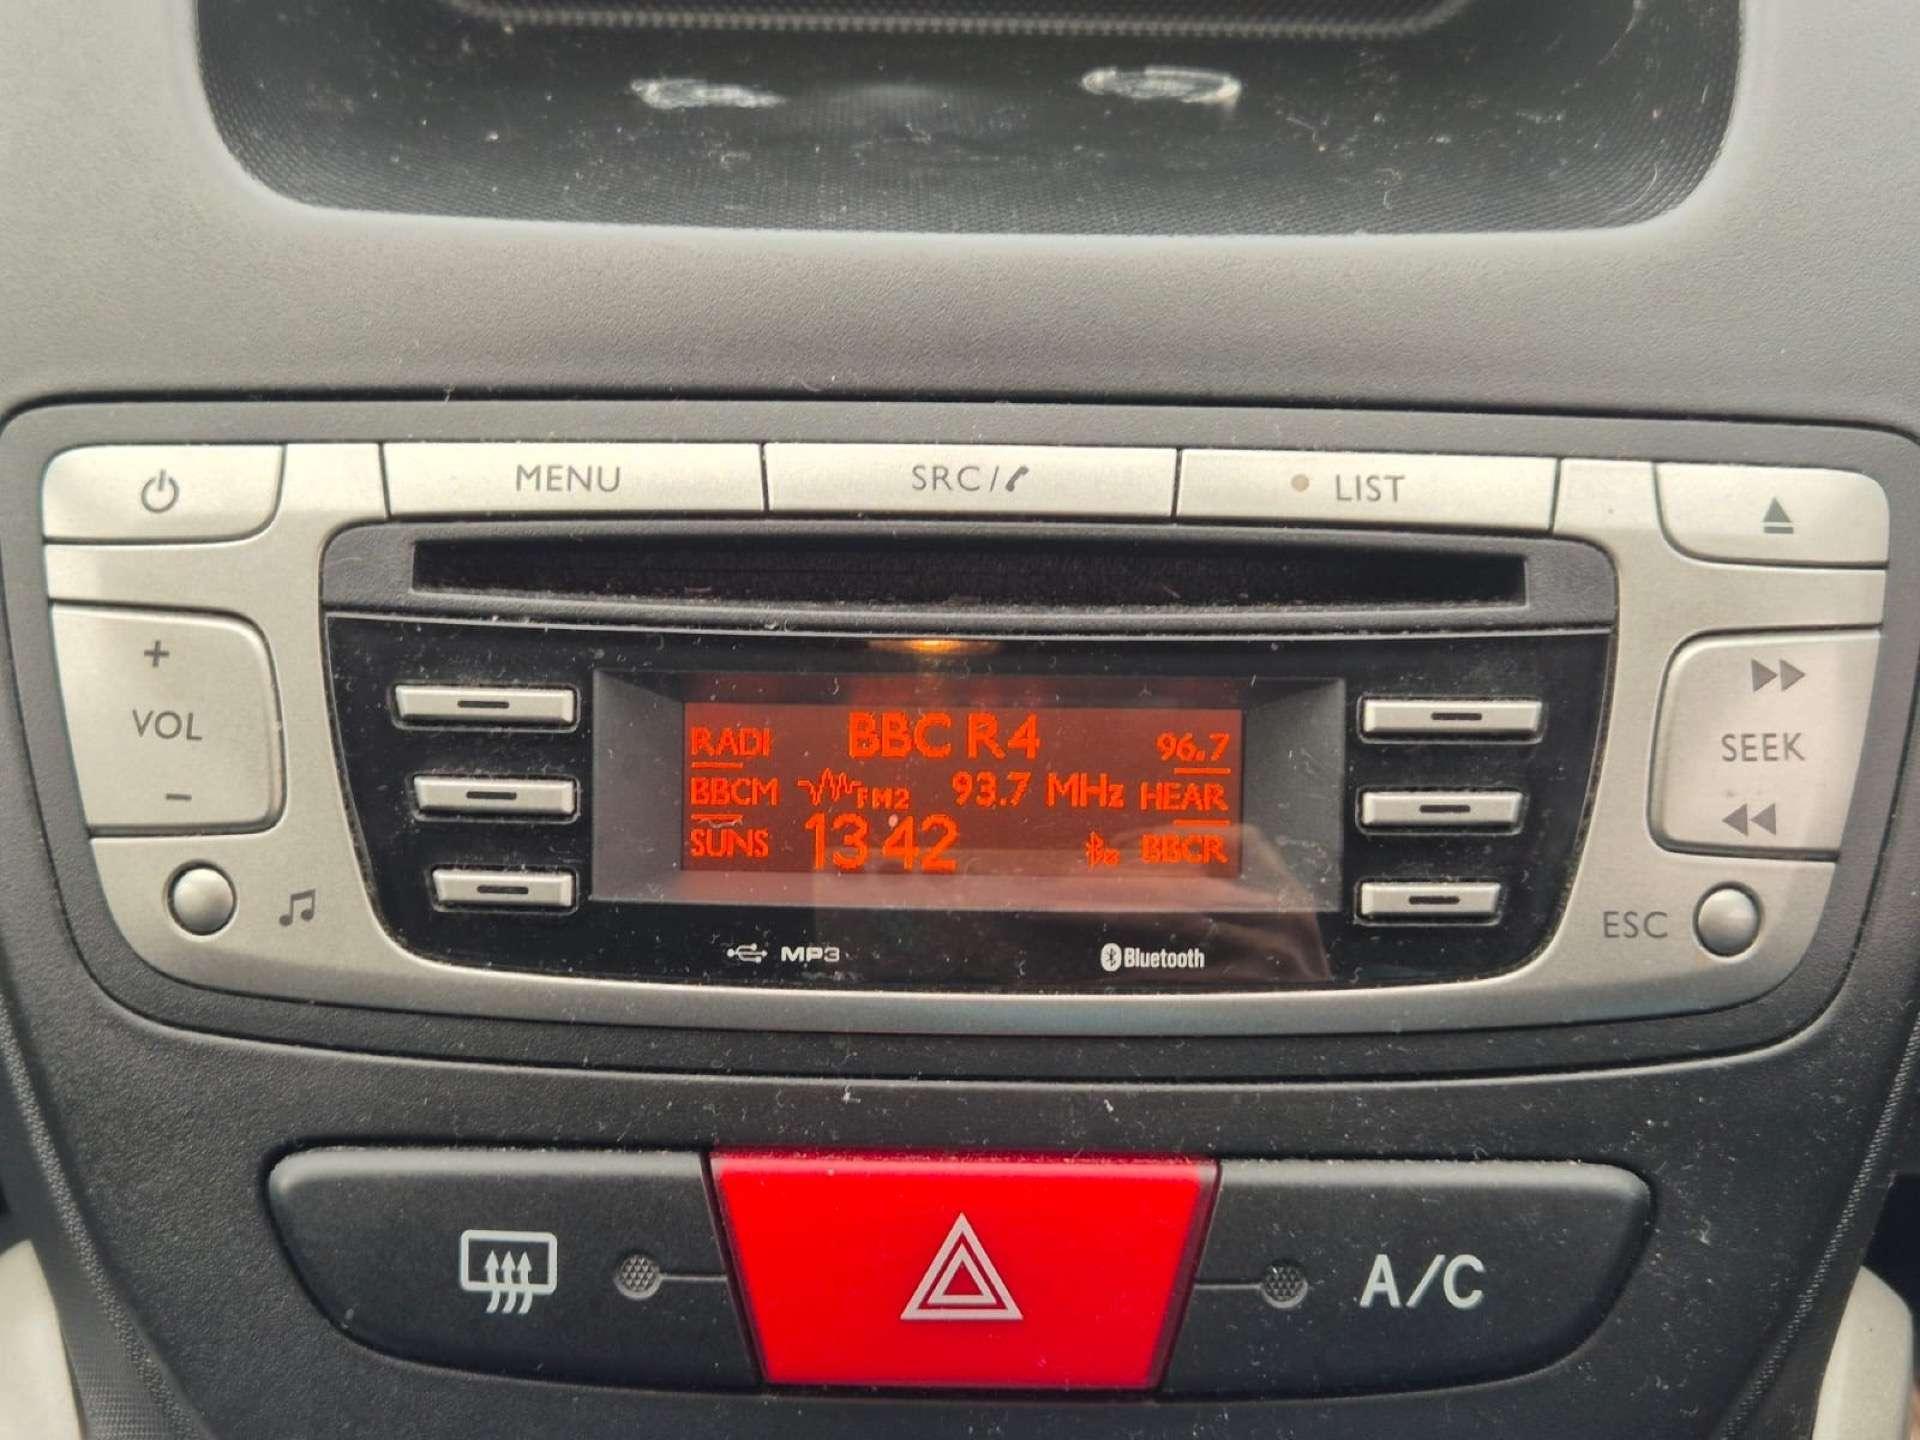 MENU SRC/ LIST
+
VOL
-
SEEK
RADI BBC R4 96.7
BBCM FM2 93.7 MHz HEAR
SUNS 13:42 BBCR
ESC
MP3 Bluetooth
A/C